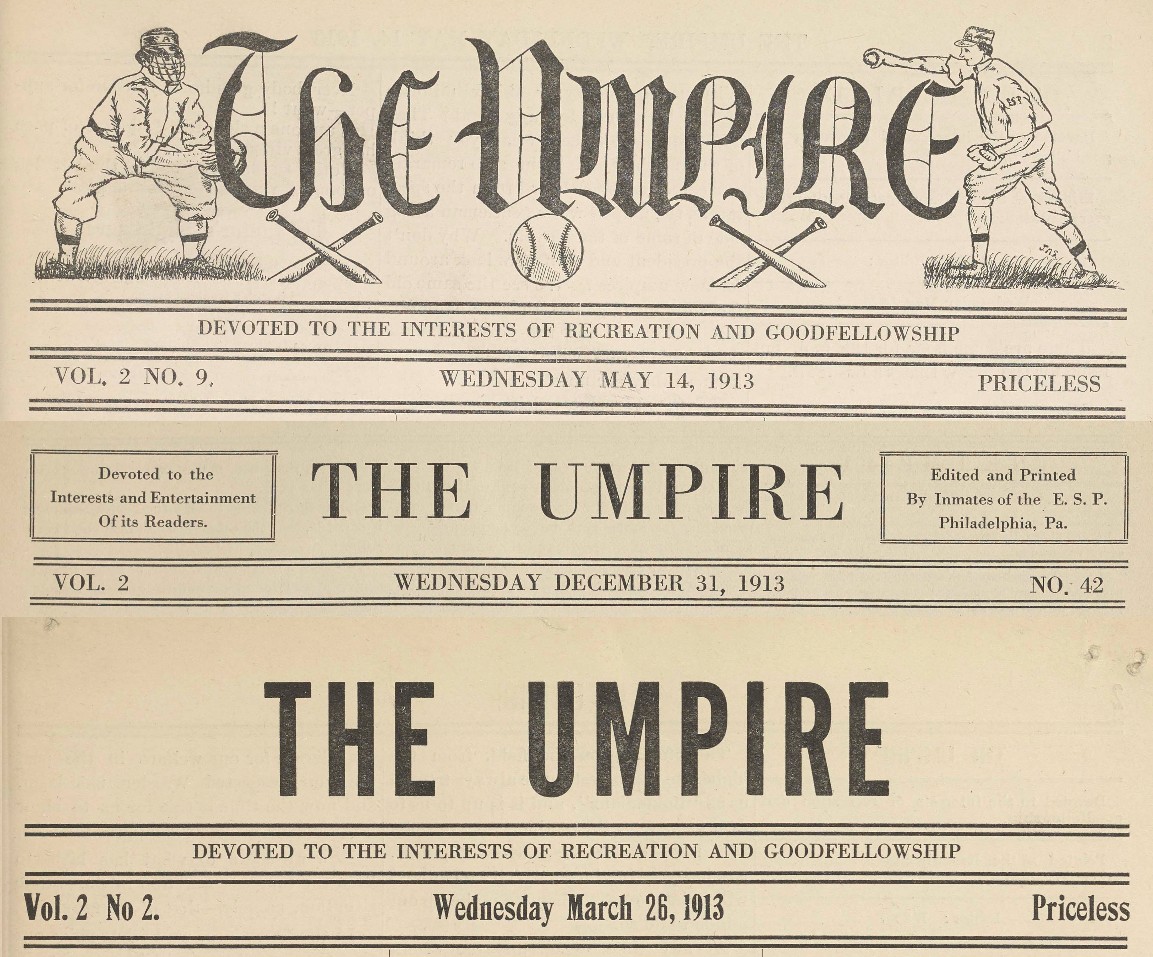 The Umpire
DEVOTED TO THE INTERESTS OF RECREATION AND GOODFELLOWSHIP
VOL. 2 NO. 9. WEDNESDAY MAY 14, 1913 PRICELESS
Devoted to the
Interests and Entertainment
Of its Readers.
THE UMPIRE
Edited and Printed
By Inmates of the E. S. P.
Philadelphia, Pa.
VOL. 2 WEDNESDAY DECEMBER 31, 1913 NO. 42
THE UMPIRE
DEVOTED TO THE INTERESTS OF RECREATION AND GOODFELLOWSHIP
Vol. 2 No 2. Wednesday March 26, 1913 Priceless